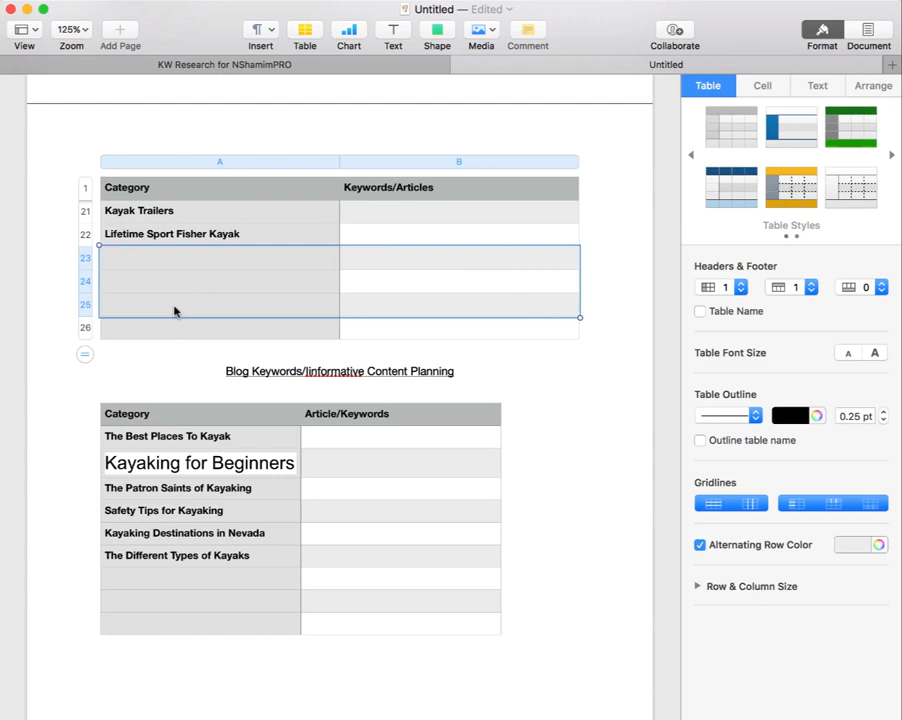 Untitled — Edited
125%
View
Zoom
Add Page
Insert
Table
Chart
Text
Shape
Media
Comment
Collaborate
Format
Document
KW Research for NShamimPRO
Untitled
Table
Cell
Text
Arrange
A
B
1
Category
Keywords/Articles
21
Kayak Trailers
22
Lifetime Sport Fisher Kayak
23
24
25
26
Blog Keywords/Iinformative Content Planning
Category
Article/Keywords
The Best Places To Kayak
Kayaking for Beginners
The Patron Saints of Kayaking
Safety Tips for Kayaking
Kayaking Destinations in Nevada
The Different Types of Kayaks
Table Styles
Headers & Footer
1
1
0
Table Name
Table Font Size
A
A
Table Outline
0.25 pt
Outline table name
Gridlines
Alternating Row Color
Row & Column Size